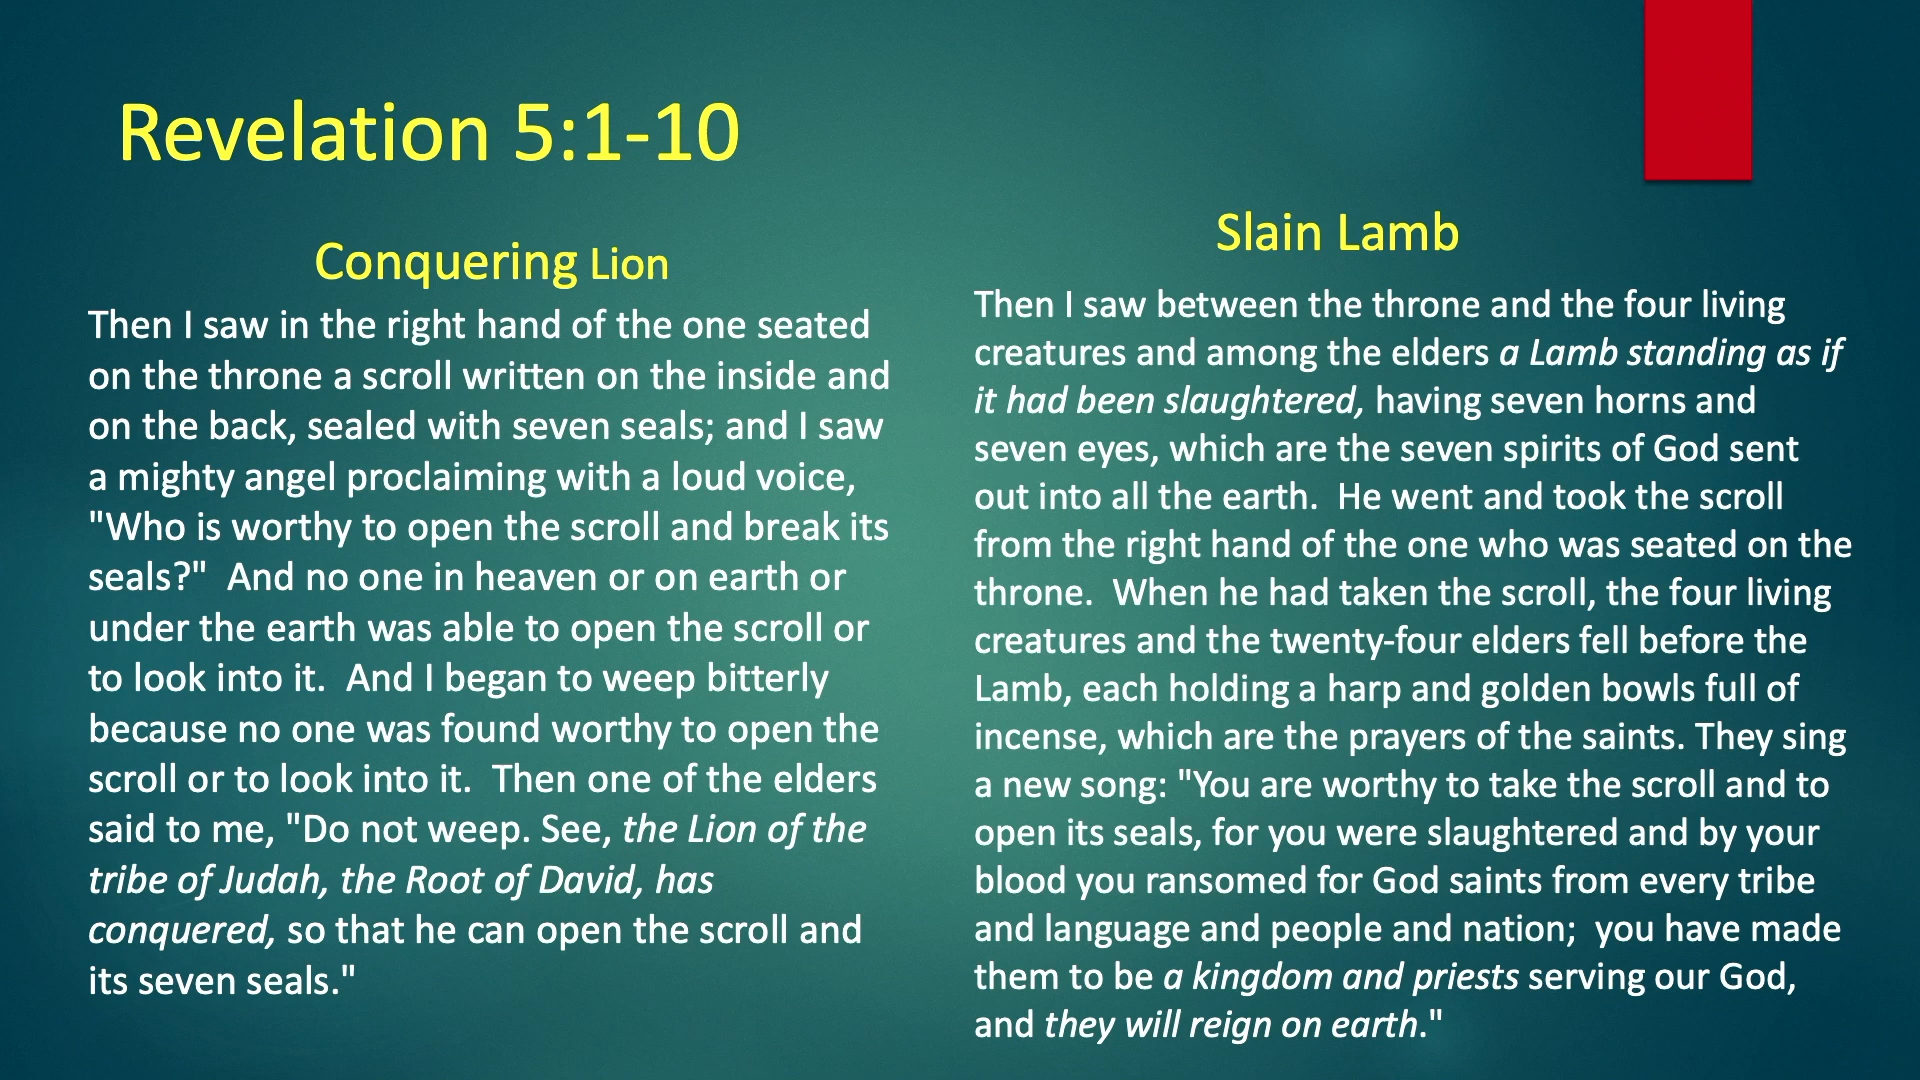 Revelation 5:1-10
Conquering Lion
Then I saw in the right hand of the one seated
on the throne a scroll written on the inside and
on the back, sealed with seven seals; and I saw
a mighty angel proclaiming with a loud voice,
"Who is worthy to open the scroll and break its
seals?"  And no one in heaven or on earth or
under the earth was able to open the scroll or
to look into it.  And I began to weep bitterly
because no one was found worthy to open the
scroll or to look into it.  Then one of the elders
said to me, "Do not weep. See, the Lion of the
tribe of Judah, the Root of David, has
conquered, so that he can open the scroll and
its seven seals."
Slain Lamb
Then I saw between the throne and the four living
creatures and among the elders a Lamb standing as if
it had been slaughtered, having seven horns and
seven eyes, which are the seven spirits of God sent
out into all the earth.  He went and took the scroll
from the right hand of the one who was seated on the
throne.  When he had taken the scroll, the four living
creatures and the twenty-four elders fell before the
Lamb, each holding a harp and golden bowls full of
incense, which are the prayers of the saints. They sing
a new song: "You are worthy to take the scroll and to
open its seals, for you were slaughtered and by your
blood you ransomed for God saints from every tribe
and language and people and nation;  you have made
them to be a kingdom and priests serving our God,
and they will reign on earth."